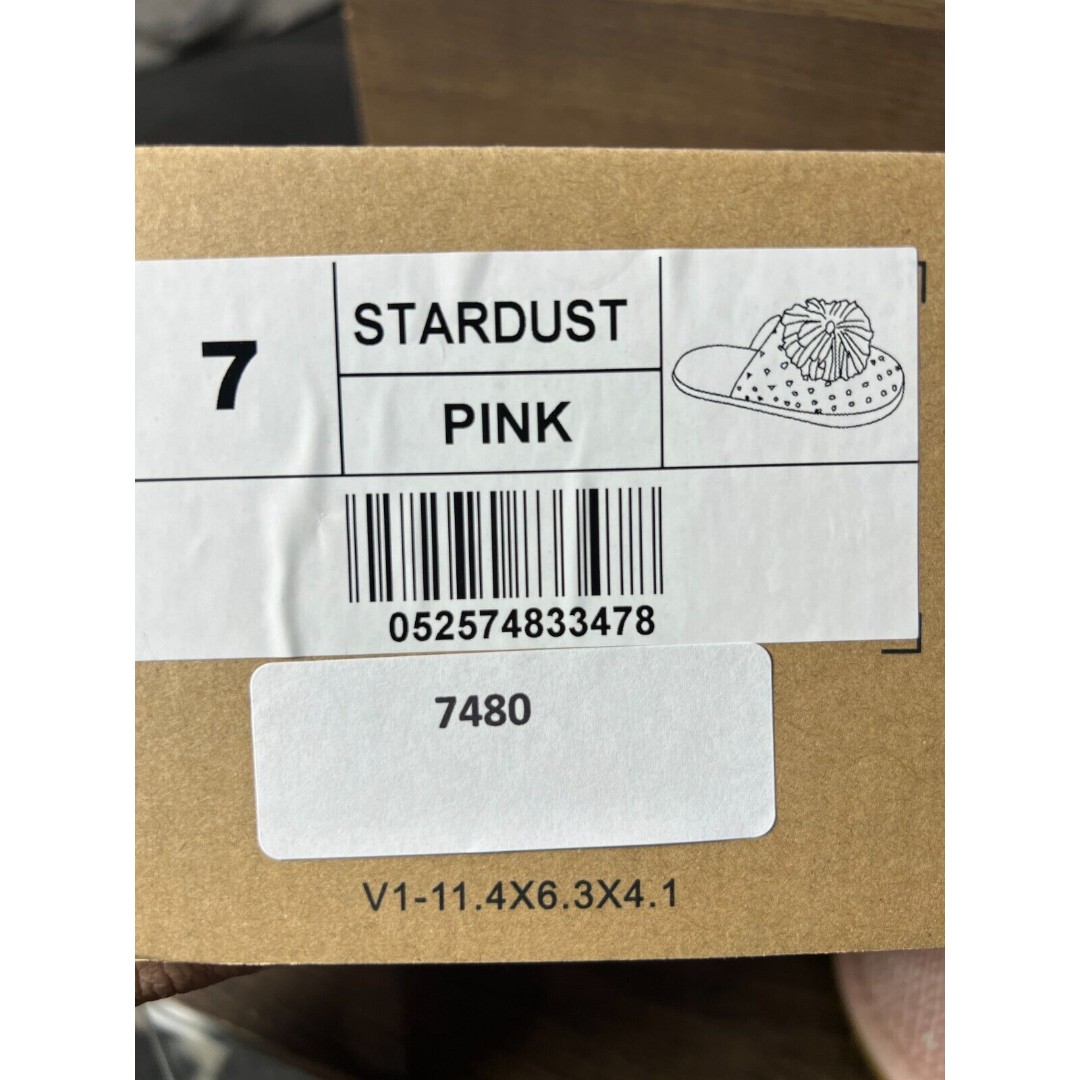 7
STARDUST
PINK
052574833478
7480
V1-11.4X6.3X4.1